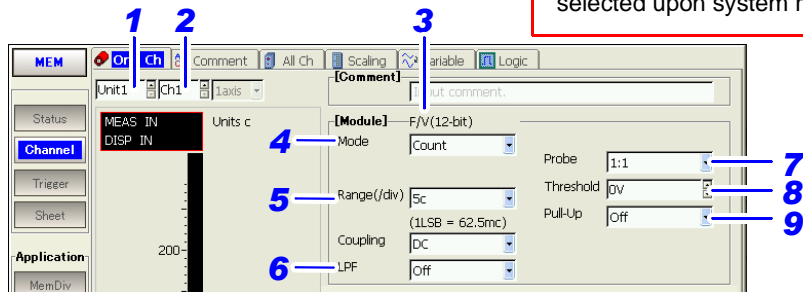 selected upon system r
1 2 3
MEM
On Ch Comment All Ch Scaling Variable Logic
Unit1 Ch1 1axis
[Comment]
Input comment.
Status
Channel
Trigger
Sheet
Application
MemDiv
MEAS IN
DISP IN
Units c
200
[Module] F/V(12-bit)
4 Mode Count
5 Range(/div) 5c
(1LSB = 62.5mc)
Coupling DC
6 LPF Off
Probe 1:1 7
Threshold 0V 8
Pull-Up Off 9